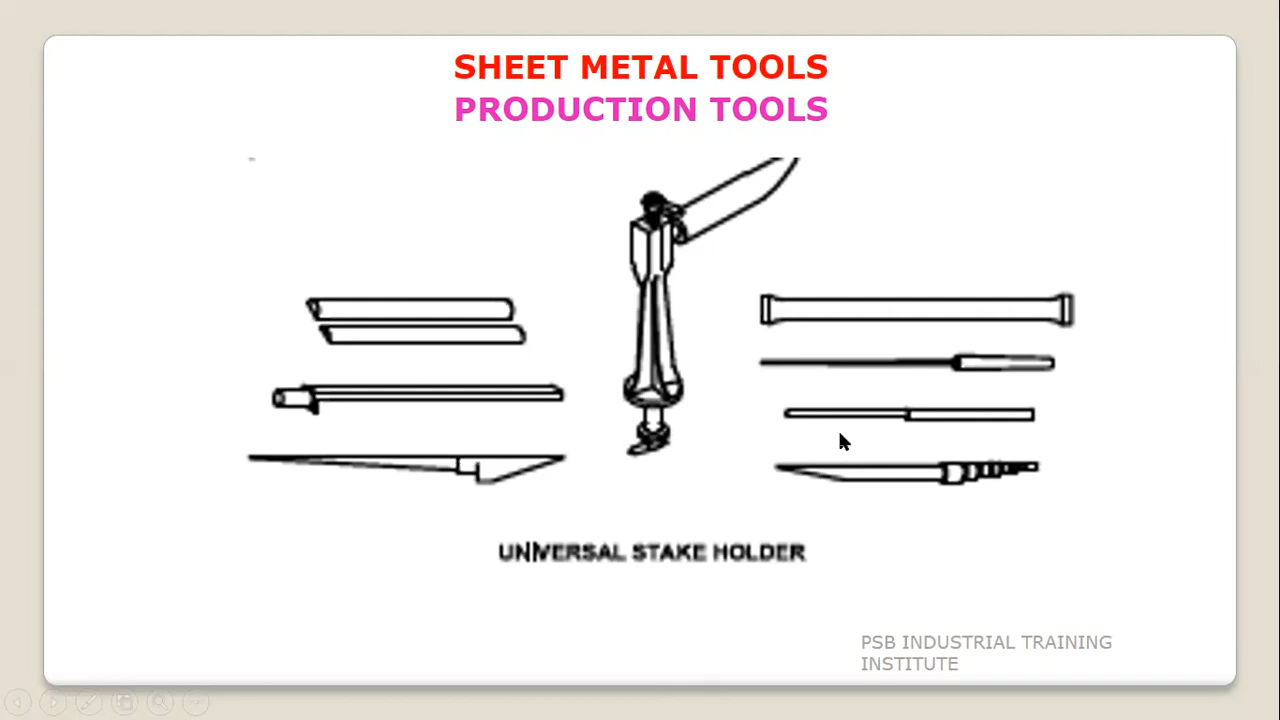 SHEET METAL TOOLS
PRODUCTION TOOLS
UNIVERSAL STAKE HOLDER
PSB INDUSTRIAL TRAINING
INSTITUTE